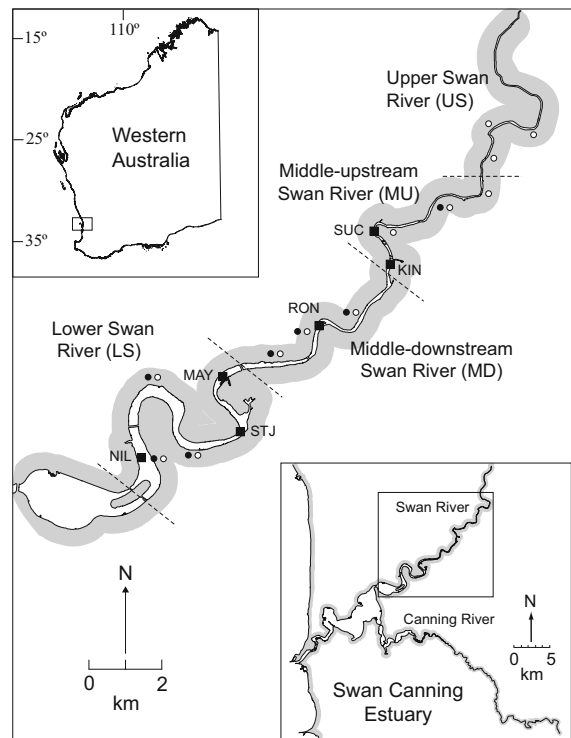 110º
15º
25º
35º
Western
Australia
Upper Swan
River (US)
Middle-upstream
Swan River (MU)
SUC
KIN
RON
Lower Swan
River (LS)
Middle-downstream
Swan River (MD)
MAY
STJ
NIL
N
0 2
km
Swan River
Canning River
N
0 5
km
Swan Canning
Estuary